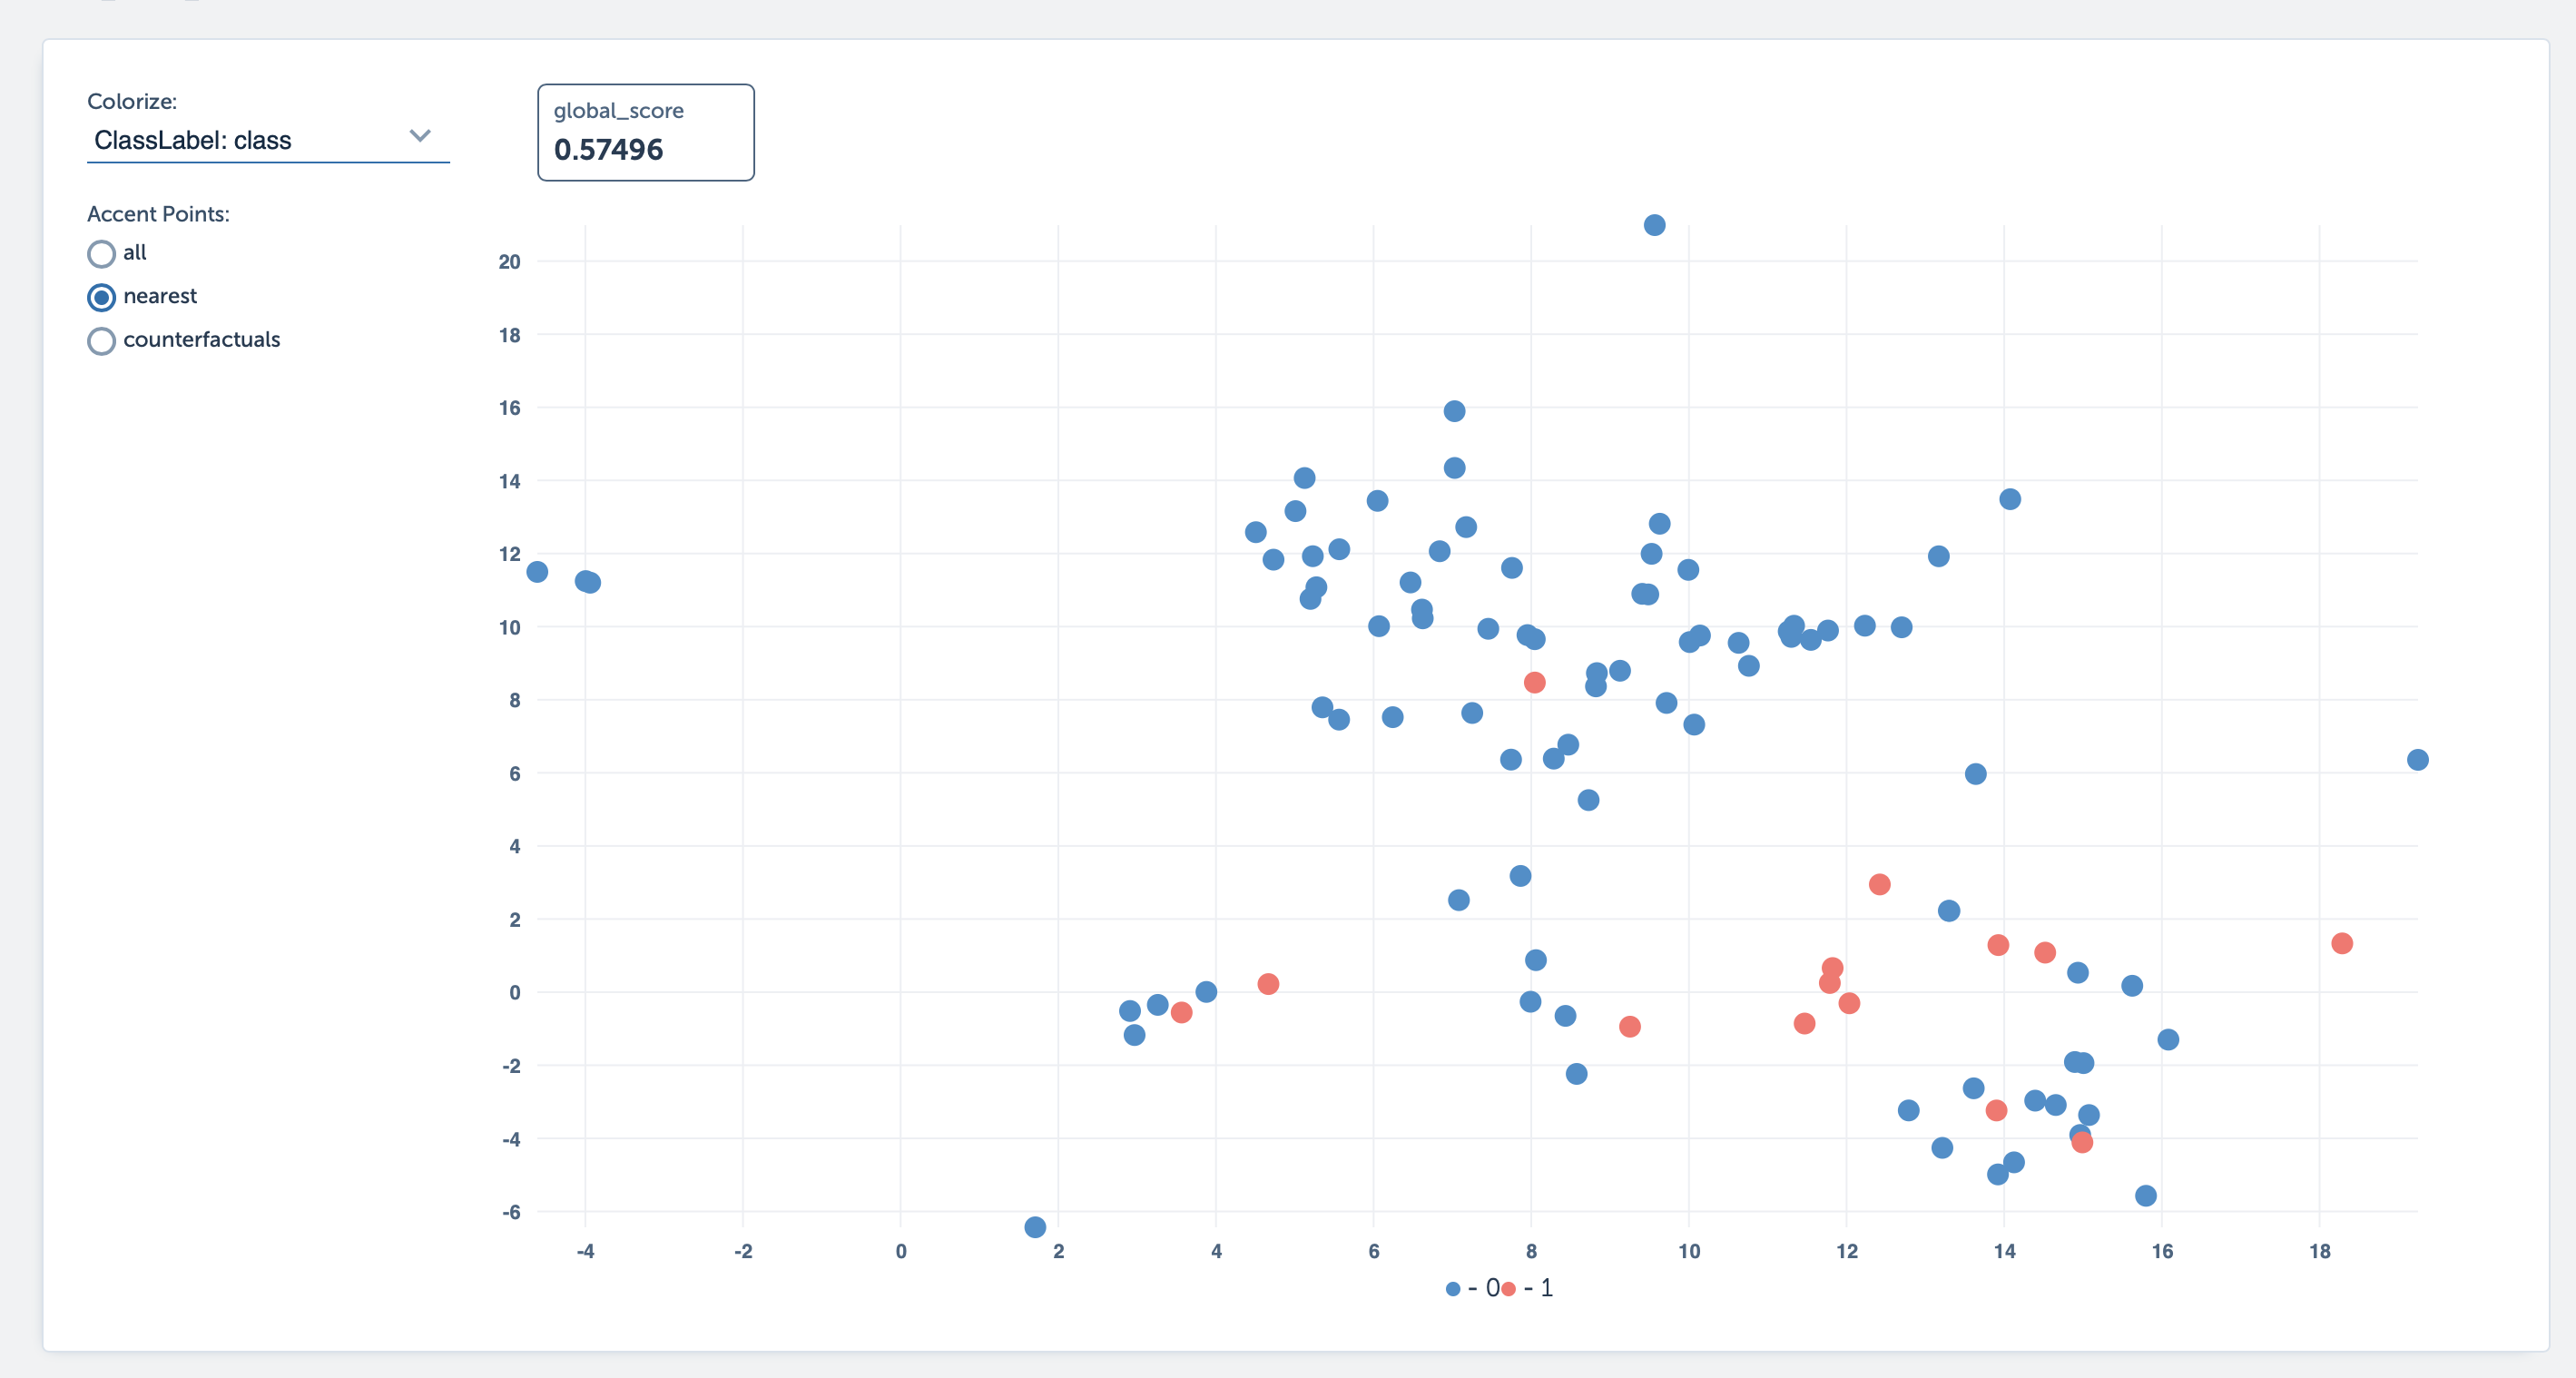 Colorize:
ClassLabel: class
Accent Points:
all
nearest
counterfactuals
global_score
0.57496
20
18
16
14
12
10
8
6
4
2
0
-2
-4
-6
-4 -2 0 2 4 6 8 10 12 14 16 18
- 0 - 1